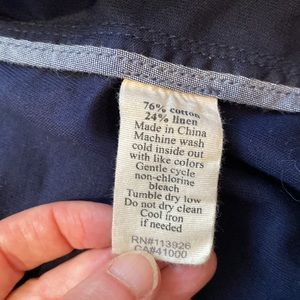 76% cotton
24% linen
Made in China
Machine wash
cold inside out
with like colors
Gentle cycle
non-chlorine
bleach
Tumble dry low
Do not dry clean
Cool iron
if needed
RN#113926
CA#41000